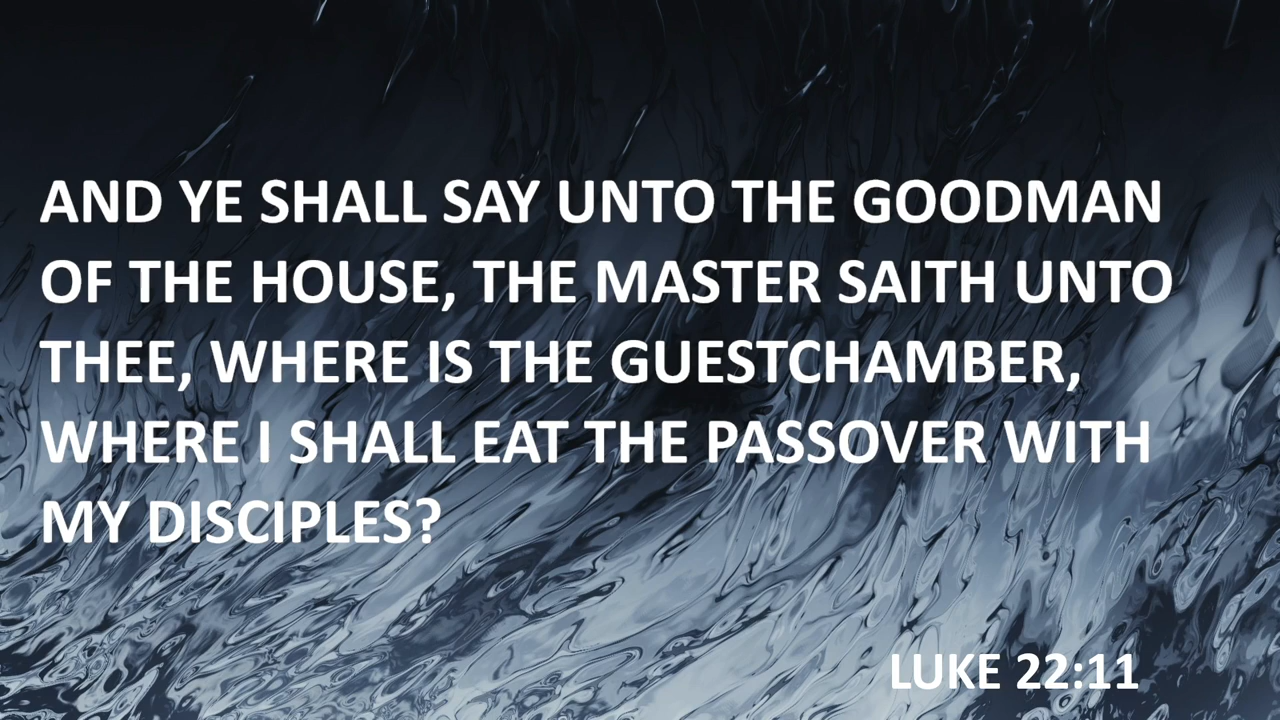 AND YE SHALL SAY UNTO THE GOODMAN
OF THE HOUSE, THE MASTER SAITH UNTO
THEE, WHERE IS THE GUESTCHAMBER,
WHERE I SHALL EAT THE PASSOVER WITH
MY DISCIPLES?
LUKE 22:11